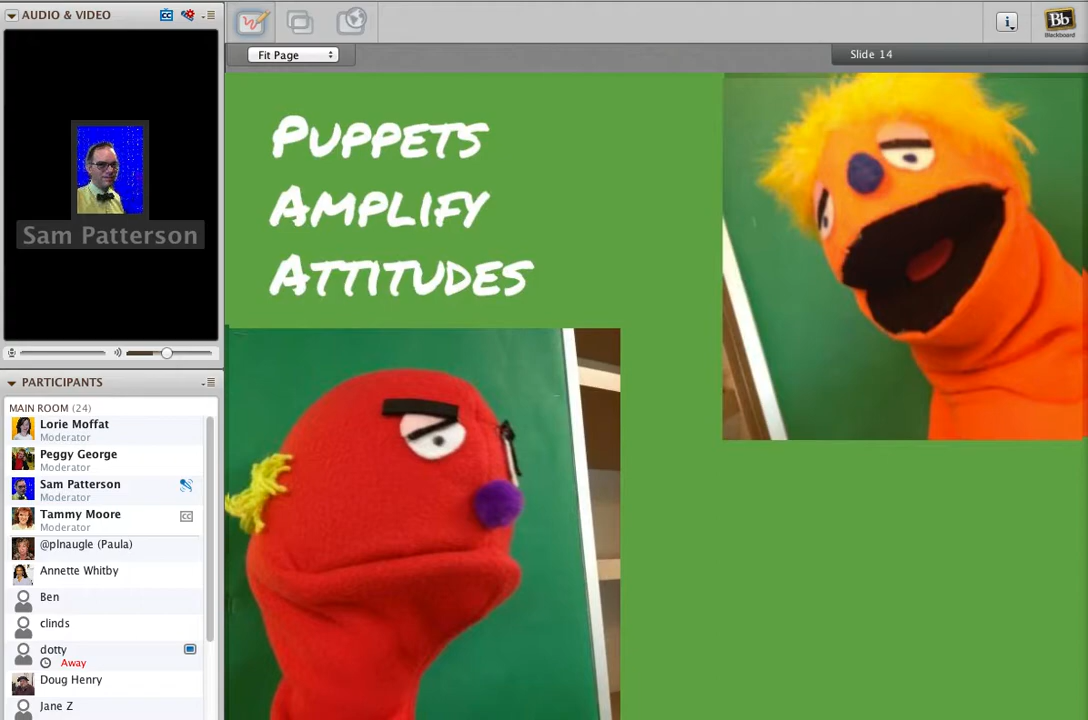 AUDIO & VIDEO
CC
i
Bb
Blackboard
Fit Page
Slide 14
PUPPETS
AMPLIFY
ATTITUDES
Sam Patterson
PARTICIPANTS
MAIN ROOM (24)
Lorie Moffat
Moderator
Peggy George
Moderator
Sam Patterson
Moderator
Tammy Moore
Moderator
CC
@plnaugle (Paula)
Annette Whitby
Ben
clinds
dotty
Away
Doug Henry
Jane Z